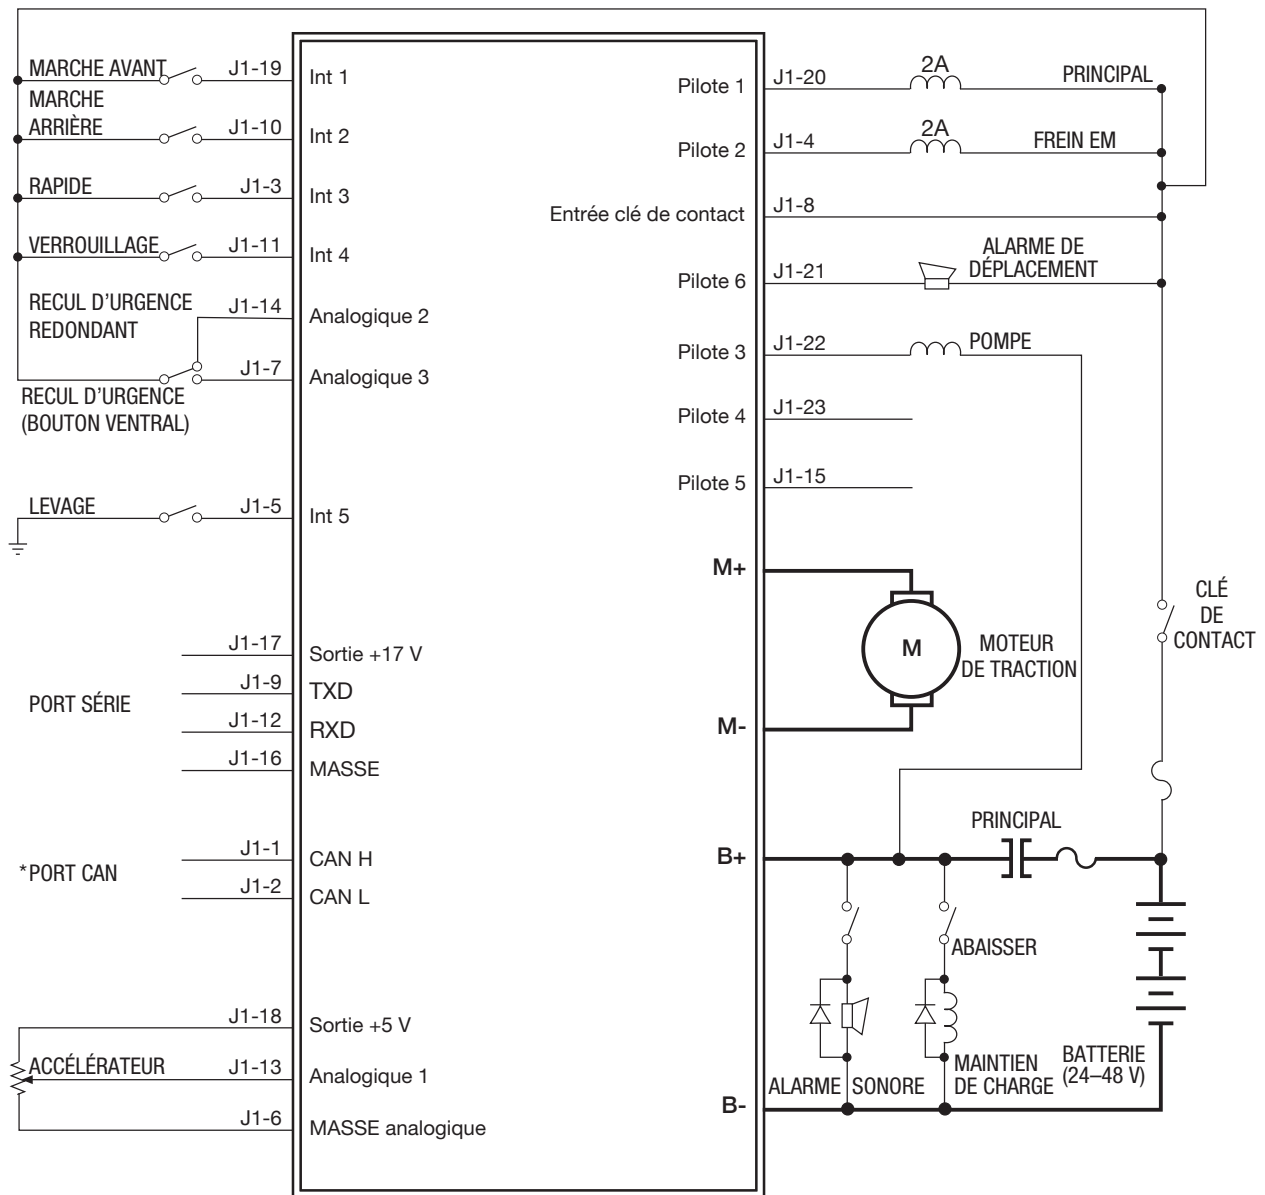 MARCHE AVANT
J1-19
Int 1
MARCHE
ARRIÈRE
J1-10
Int 2
RAPIDE
J1-3
Int 3
VERROUILLAGE
J1-11
Int 4
RECUL D'URGENCE
REDONDANT
J1-14
Analogique 2
J1-7
Analogique 3
RECUL D'URGENCE
(BOUTON VENTRAL)
LEVAGE
J1-5
Int 5
PORT SÉRIE
J1-17
Sortie +17 V
J1-9
TXD
J1-12
RXD
J1-16
MASSE
*PORT CAN
J1-1
CAN H
J1-2
CAN L
ACCÉLÉRATEUR
J1-18
Sortie +5 V
J1-13
Analogique 1
J1-6
MASSE analogique
Pilote 1
J1-20
2A
PRINCIPAL
Pilote 2
J1-4
2A
FREIN EM
Entrée clé de contact
J1-8
Pilote 6
J1-21
ALARME DE
DÉPLACEMENT
Pilote 3
J1-22
POMPE
Pilote 4
J1-23
Pilote 5
J1-15
M+
M
MOTEUR
DE TRACTION
M-
CLÉ
DE
CONTACT
PRINCIPAL
B+
ABAISSER
ALARME SONORE
MAINTIEN
DE CHARGE
BATTERIE
(24–48 V)
B-